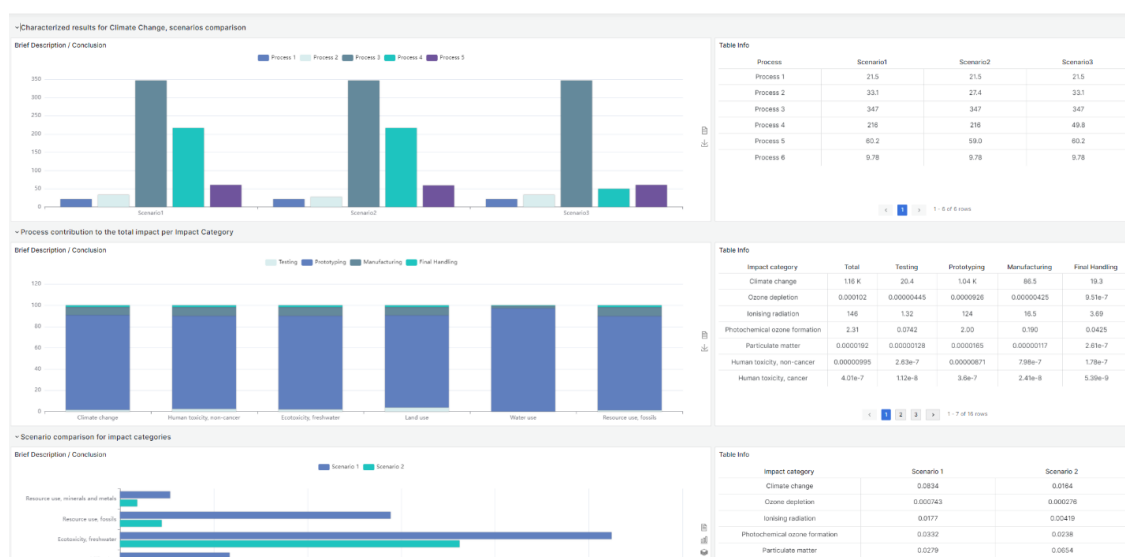 Characterized results for Climate Change, scenarios comparison
Brief Description / Conclusion
Process 1 Process 2 Process 3 Process 4 Process 5
350
300
250
200
150
100
50
0
Scenario1 Scenario2 Scenario3
Table Info
Process Scenario1 Scenario2 Scenario3
Process 1 21.5 21.5 21.5
Process 2 33.1 27.4 33.1
Process 3 347 347 347
Process 4 216 216 49.8
Process 5 60.2 59.0 60.2
Process 6 9.78 9.78 9.78
1 1 - 6 of 6 rows
Process contribution to the total impact per Impact Category
Brief Description / Conclusion
Testing Prototyping Manufacturing Final Handling
120
100
80
60
40
20
0
Climate change Human toxicity, non-cancer Ecotoxicity, freshwater Land use Water use Resource use, fossils
Table Info
Impact category Total Testing Prototyping Manufacturing Final Handling
Climate change 1.16 K 20.4 1.04 K 86.5 19.3
Ozone depletion 0.000102 0.00000445 0.0000926 0.00000425 9.51e-7
Ionising radiation 146 1.32 124 16.5 3.69
Photochemical ozone formation 2.31 0.0742 2.00 0.190 0.0425
Particulate matter 0.0000192 0.00000128 0.0000165 0.00000117 2.61e-7
Human toxicity, non-cancer 0.00000995 2.63e-7 0.00000871 7.98e-7 1.78e-7
Human toxicity, cancer 4.01e-7 1.12e-8 3.6e-7 2.41e-8 5.39e-9
1 2 3 1 - 7 of 16 rows
Scenario comparison for impact categories
Brief Description / Conclusion
Scenario 1 Scenario 2
Resource use, minerals and metals
Resource use, fossils
Ecotoxicity, freshwater
Table Info
Impact category Scenario 1 Scenario 2
Climate change 0.0834 0.0164
Ozone depletion 0.000743 0.000276
Ionising radiation 0.0177 0.00419
Photochemical ozone formation 0.0332 0.0238
Particulate matter 0.0279 0.0654